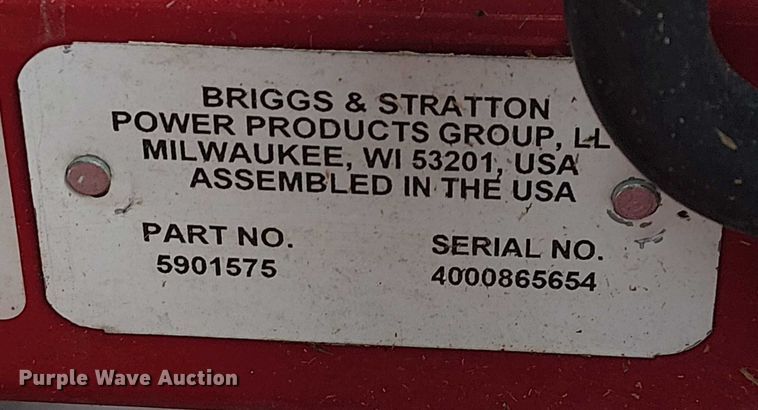 BRIGGS & STRATTON
POWER PRODUCTS GROUP, LL
MILWAUKEE, WI 53201, USA
ASSEMBLED IN THE USA
PART NO.
5901575
SERIAL NO.
4000865654
Purple Wave Auction